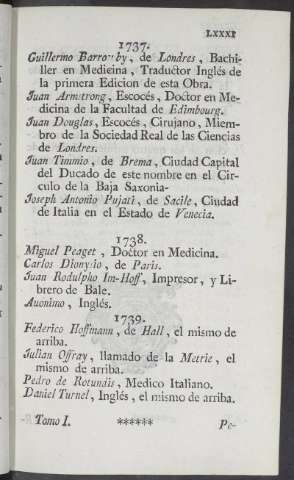 LXXXI
1737.
Guillermo Barrowby, de Londres, Bachi-
ller en Medicina, Traductor Inglés de
la primera Edicion de esta Obra.
Juan Armstrong, Escocés, Doctor en Me-
dicina de la Facultad de Edimbourg.
Juan Douglas, Escocés, Cirujano, Miem-
bro de la Sociedad Real de las Ciencias
de Londres.
Juan Timmio, de Brema, Ciudad Capital
del Ducado de este nombre en el Cir-
culo de la Baja Saxonia-
Joseph Antonio Pujati, de Sacile, Ciudad
de Italia en el Estado de Venecia.
1738.
Miguel Peaget, Doctor en Medicina.
Carlos Dionysio, de Paris.
Juan Rodulpho Im-Hoff, Impresor, y Li-
brero de Bale.
Auonimo, Inglés.
1739.
Federico Hoffmann, de Hall, el mismo de
arriba.
Julian Offray, llamado de la Metrie, el
mismo de arriba.
Pedro de Rotundis, Medico Italiano.
Daniel Turnel, Inglés, el mismo de arriba.
Tomo I. ****** Pe-